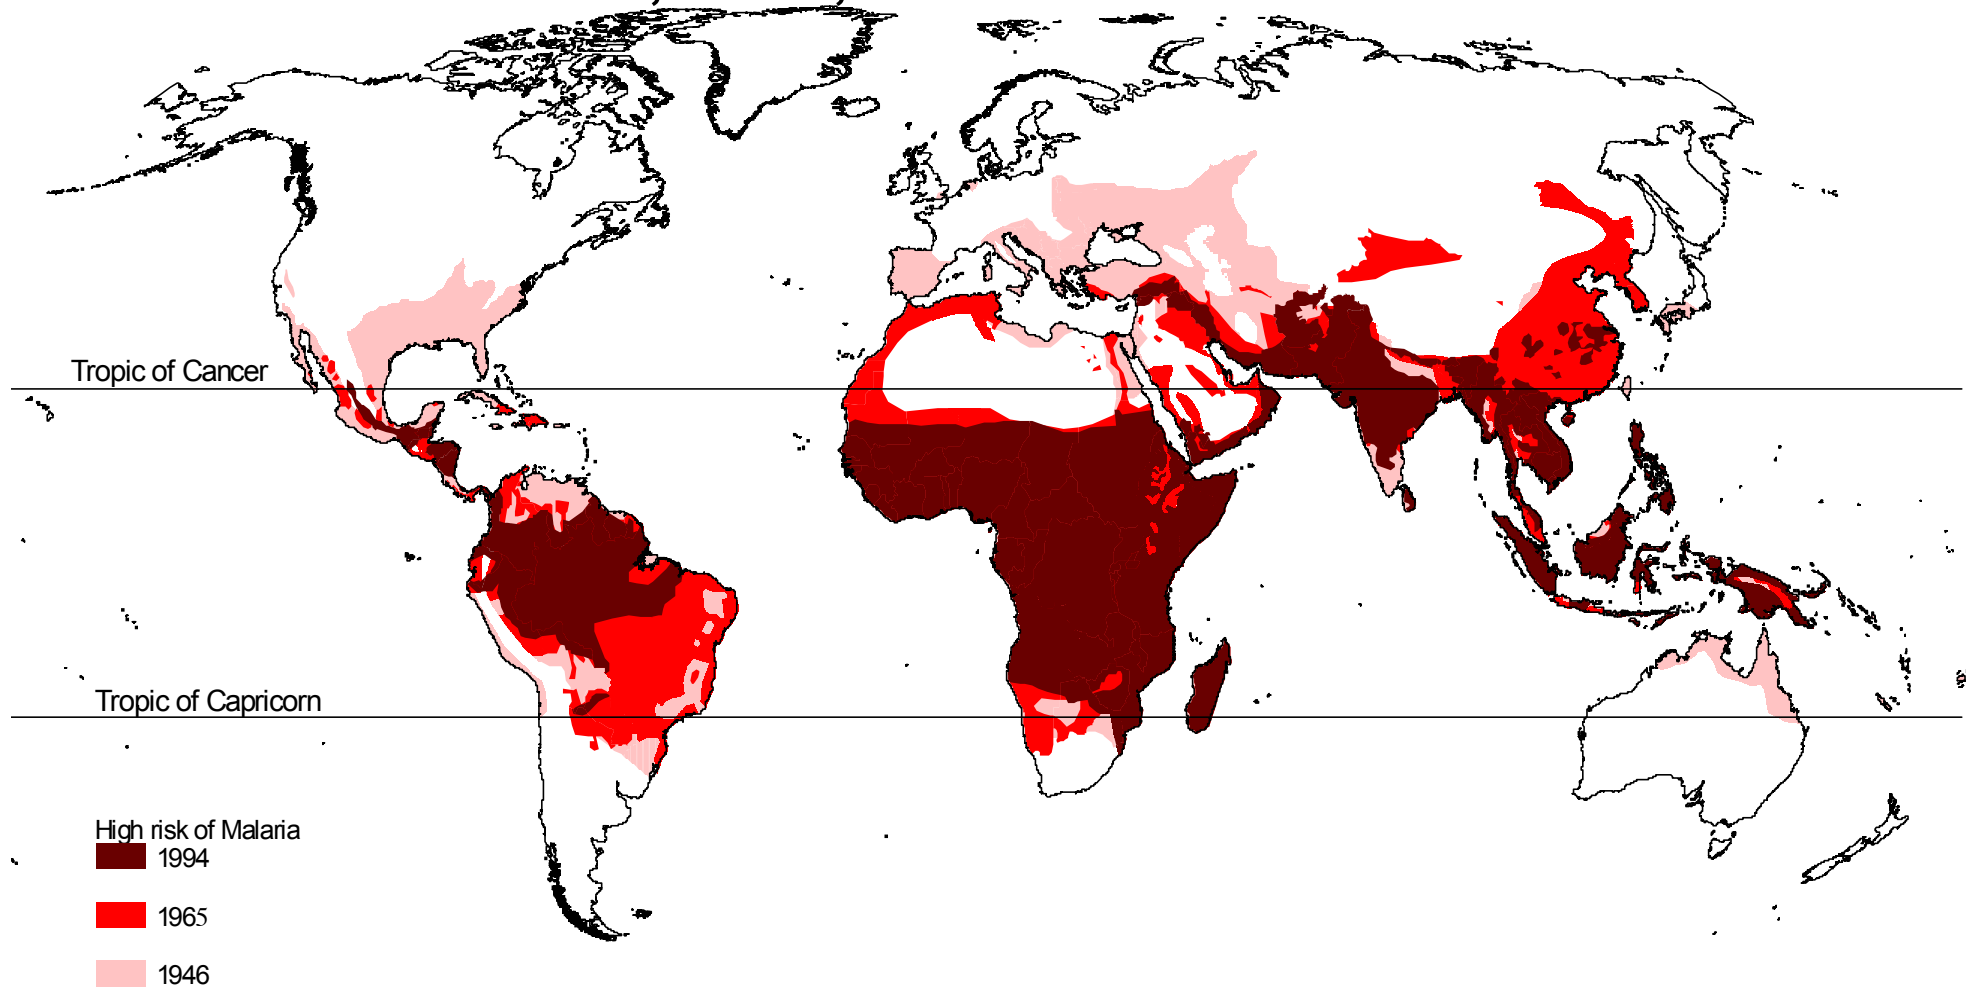 Tropic of Cancer
Tropic of Capricorn
High risk of Malaria
1994
1965
1946